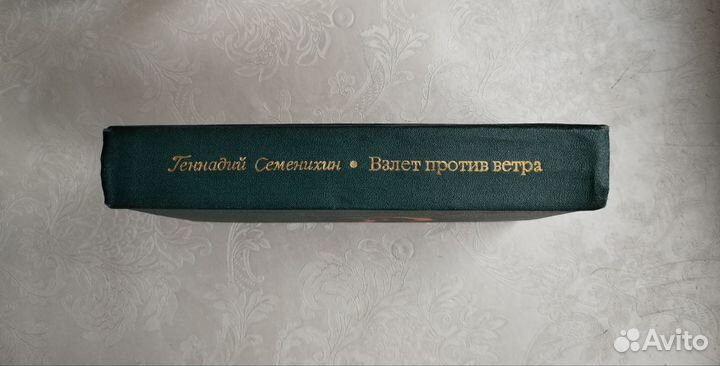 Геннадий Семенихин • Взлет против ветра
Avito